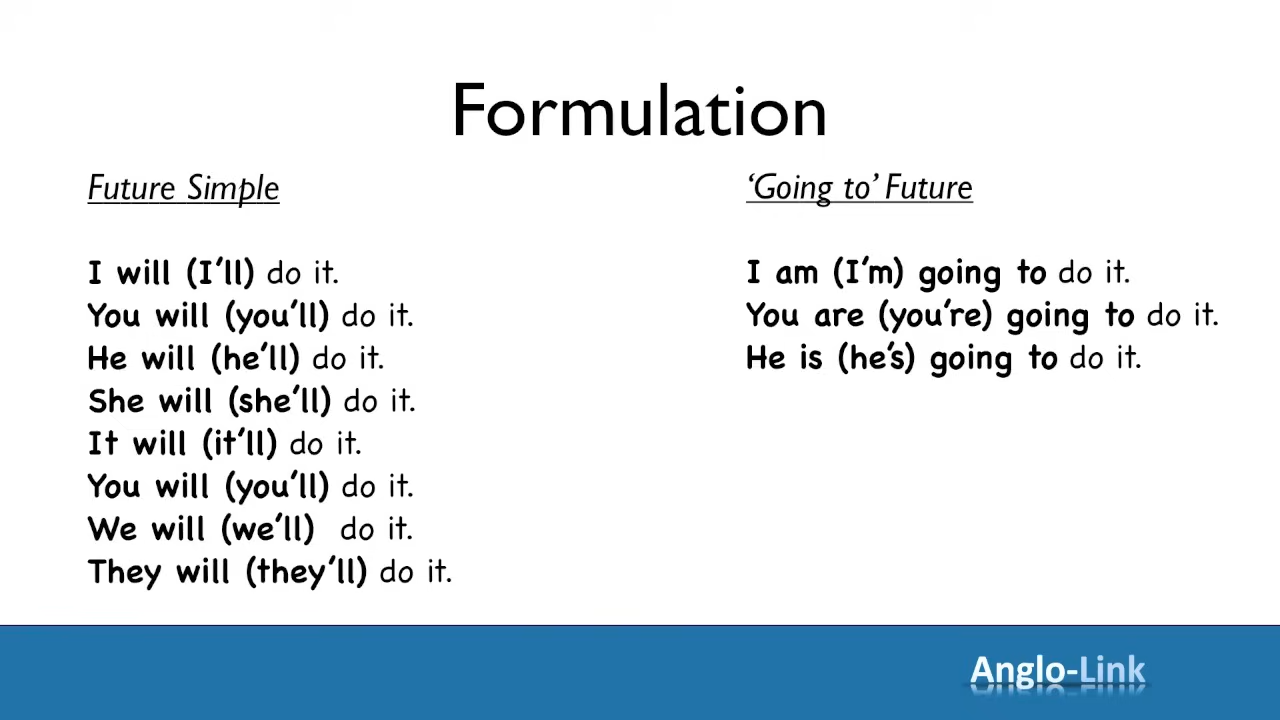 Formulation
Future Simple
I will (I’ll) do it.
You will (you’ll) do it.
He will (he’ll) do it.
She will (she’ll) do it.
It will (it’ll) do it.
You will (you’ll) do it.
We will (we’ll) do it.
They will (they’ll) do it.
‘Going to’ Future
I am (I’m) going to do it.
You are (you’re) going to do it.
He is (he’s) going to do it.
Anglo-Link